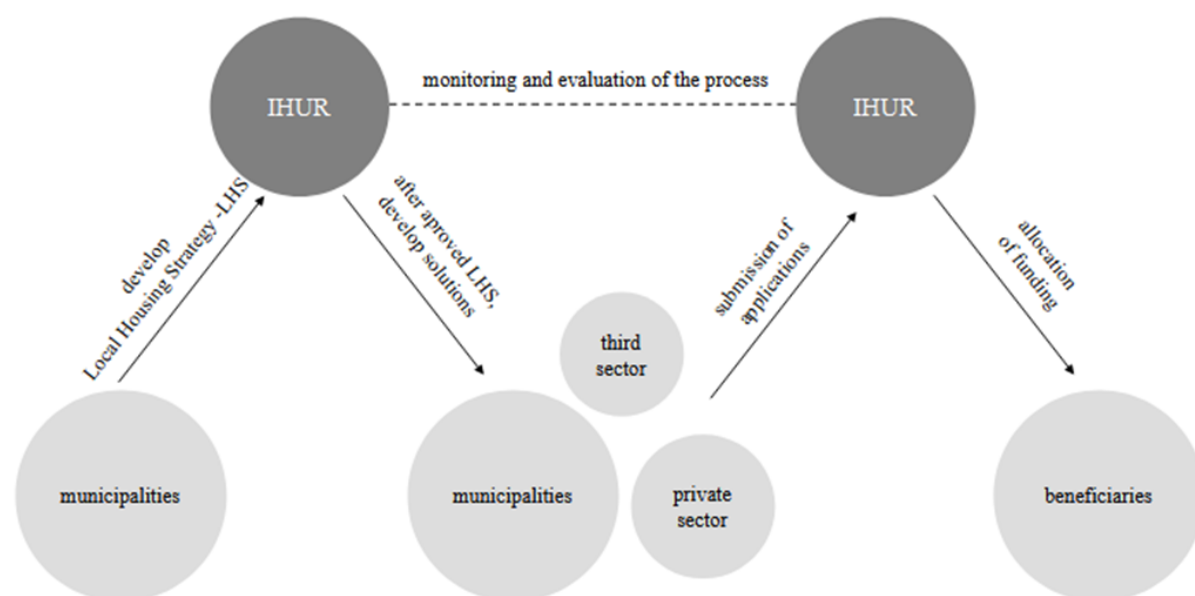 IHUR
monitoring and evaluation of the process
IHUR
develop
Local Housing Strategy -LHS
after aproved LHS,
develop solutions
submission of
applications
allocation
of funding
third
sector
municipalities
municipalities
private
sector
beneficiaries